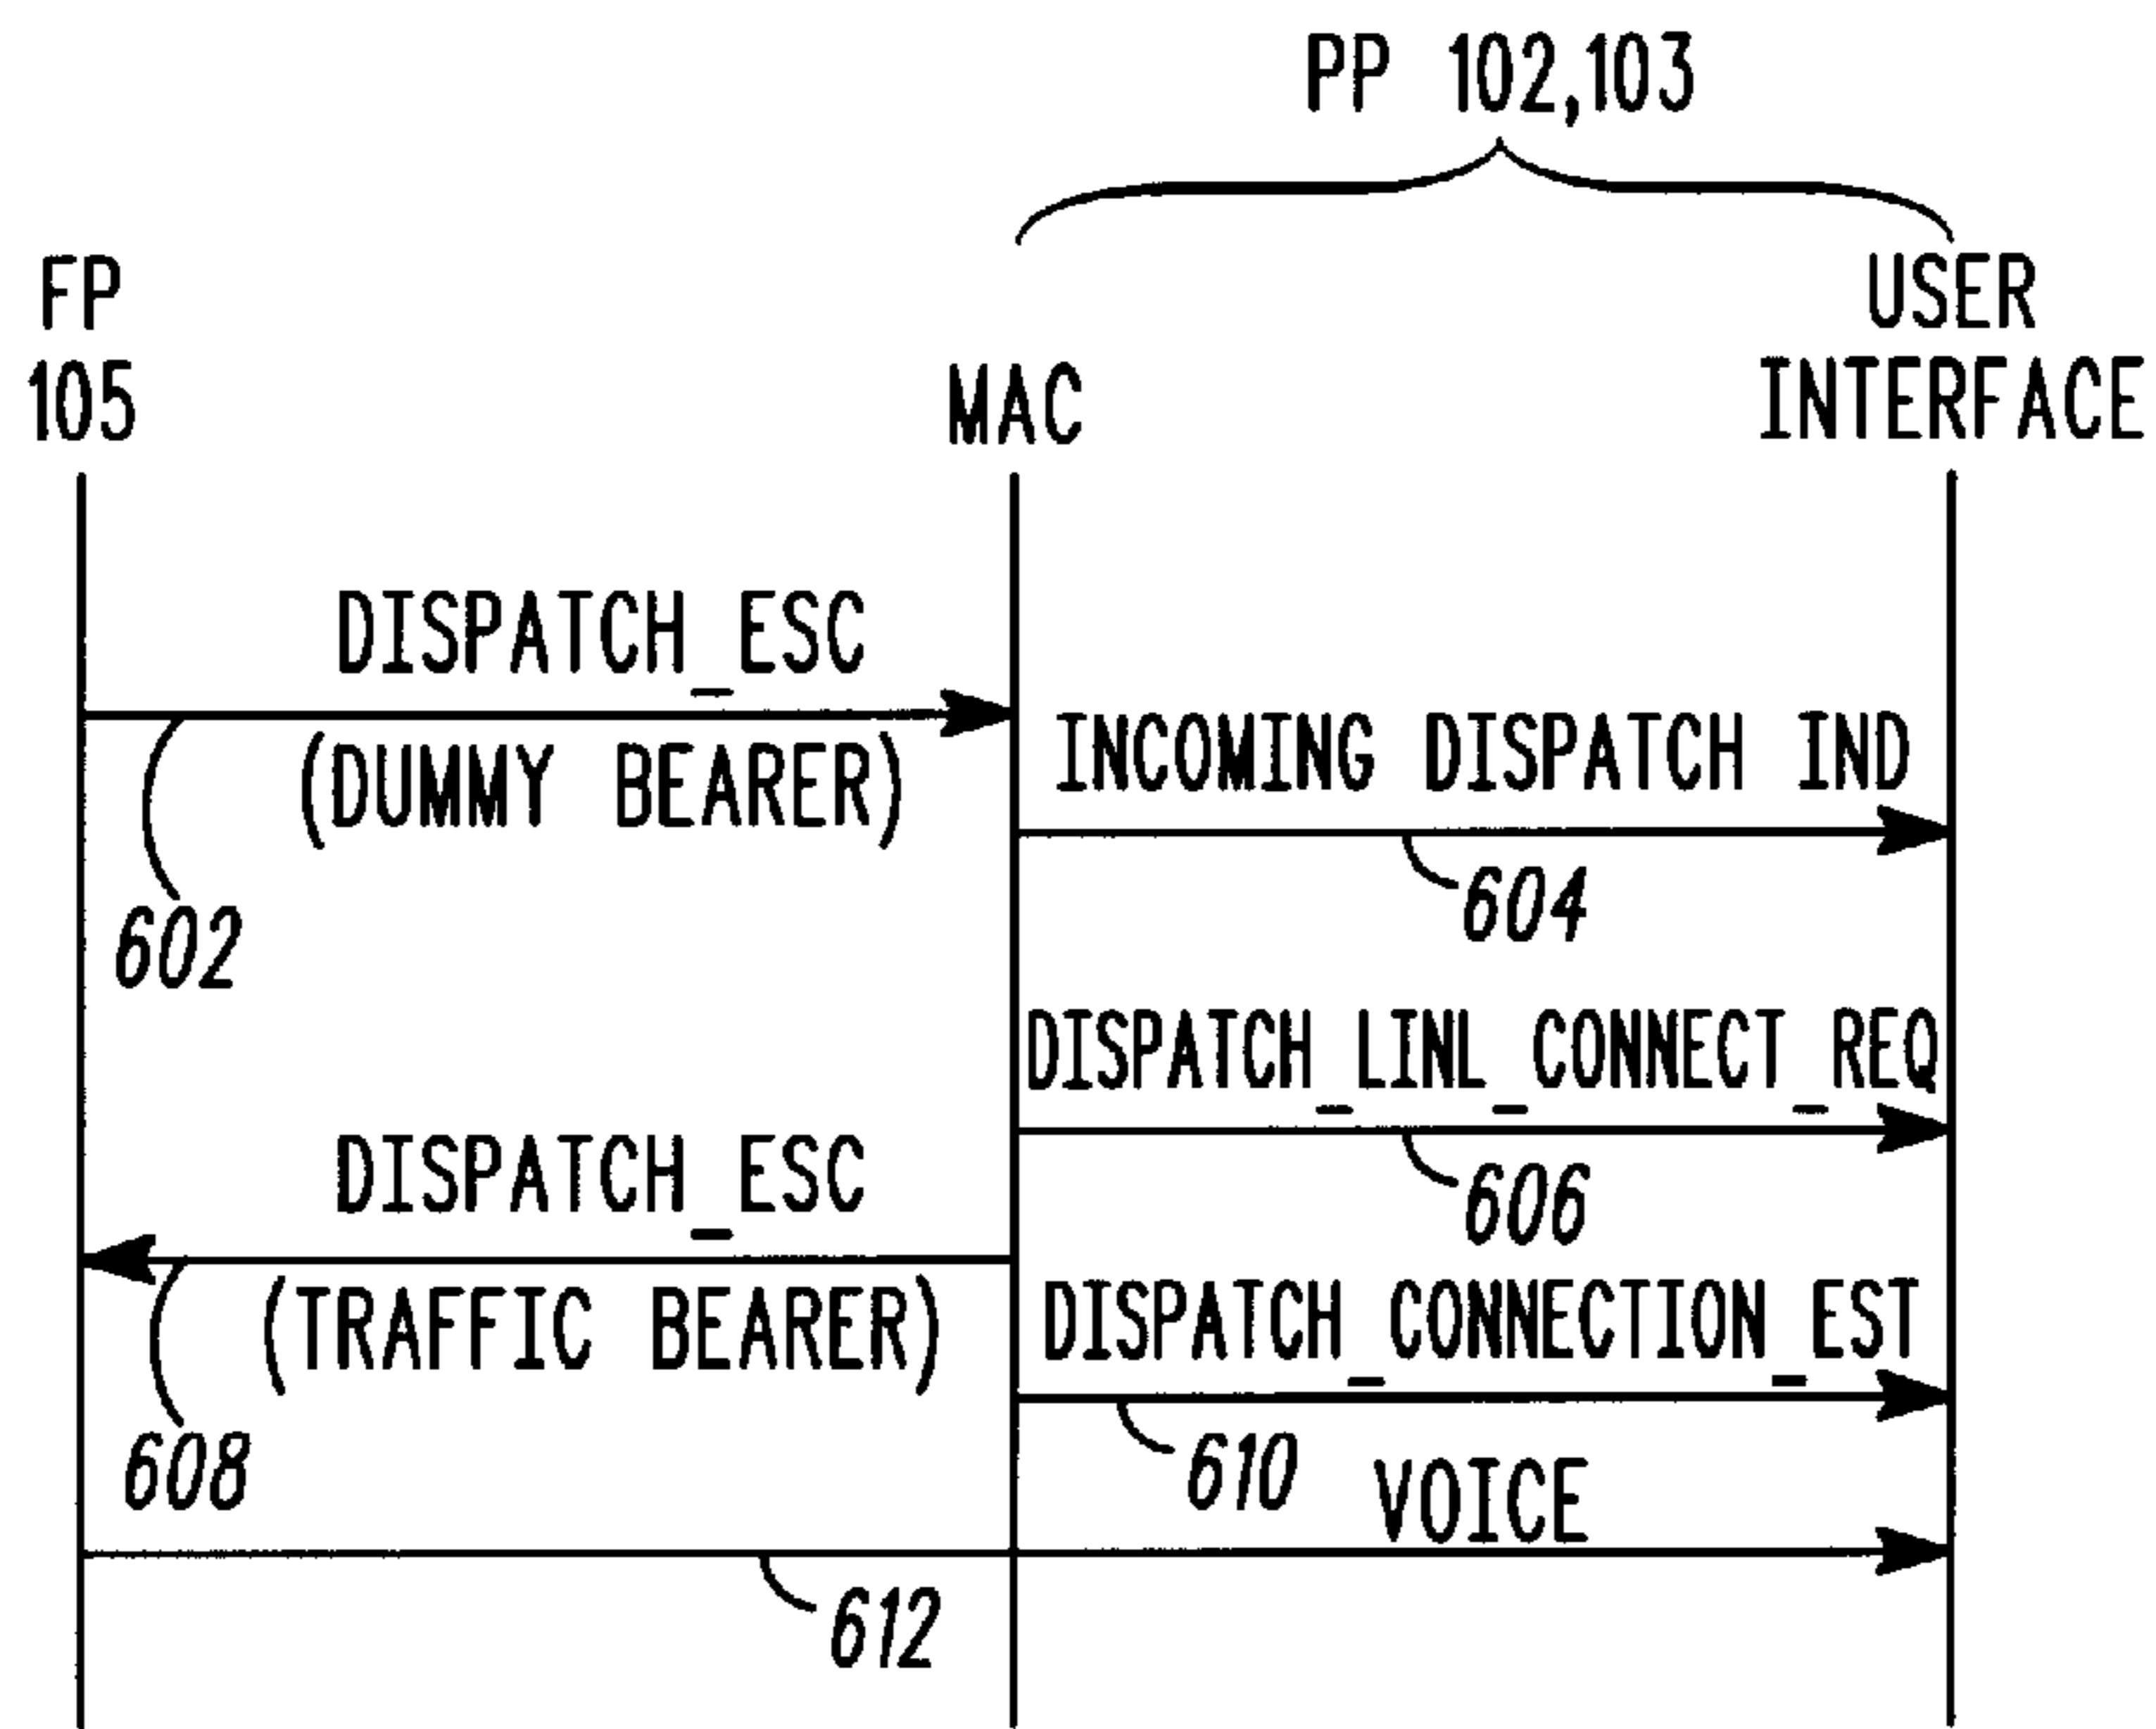 PP 102,103
FP
105
MAC
USER
INTERFACE
DISPATCH_ESC
(DUMMY BEARER)
602
INCOMING DISPATCH IND
604
DISPATCH_LINL_CONNECT_REQ
606
DISPATCH_ESC
(TRAFFIC BEARER)
608
DISPATCH_CONNECTION_EST
610
VOICE
612